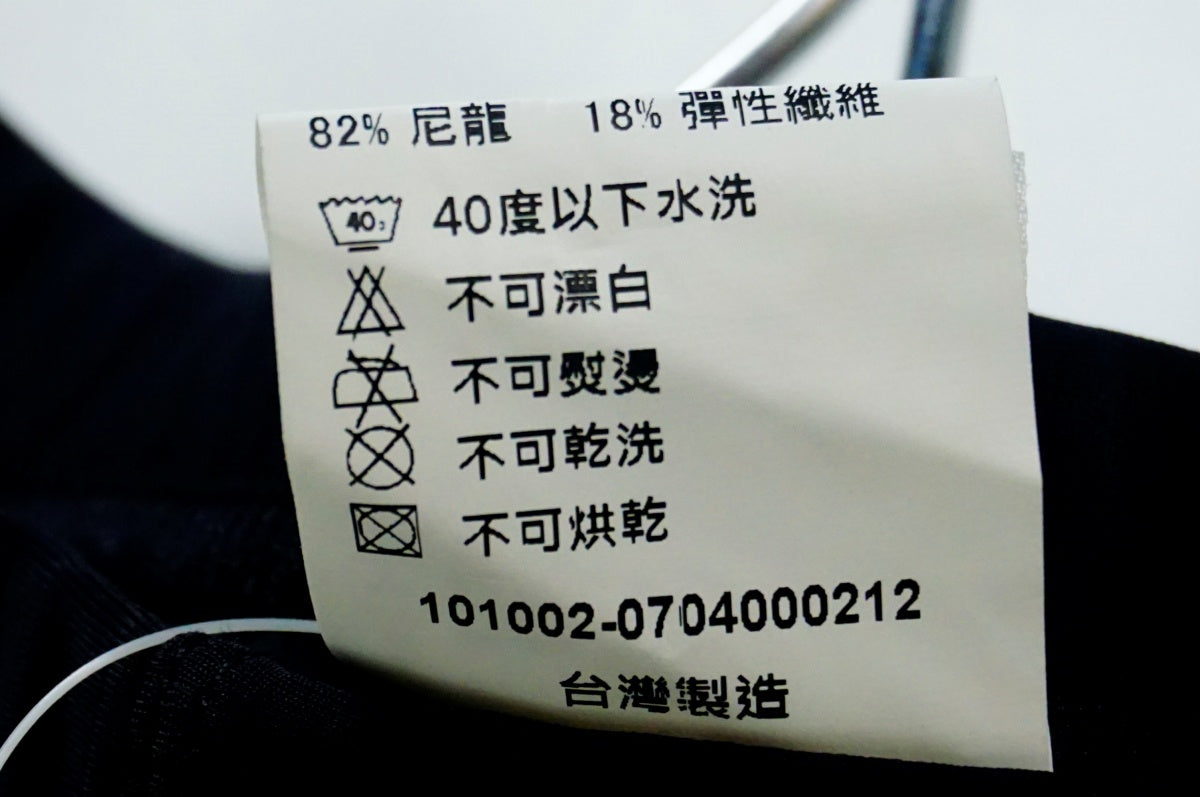 82% 尼龍 18% 彈性纖維
40 40度以下水洗
不可漂白
不可熨燙
不可乾洗
不可烘乾
101002-0704000212
台灣製造